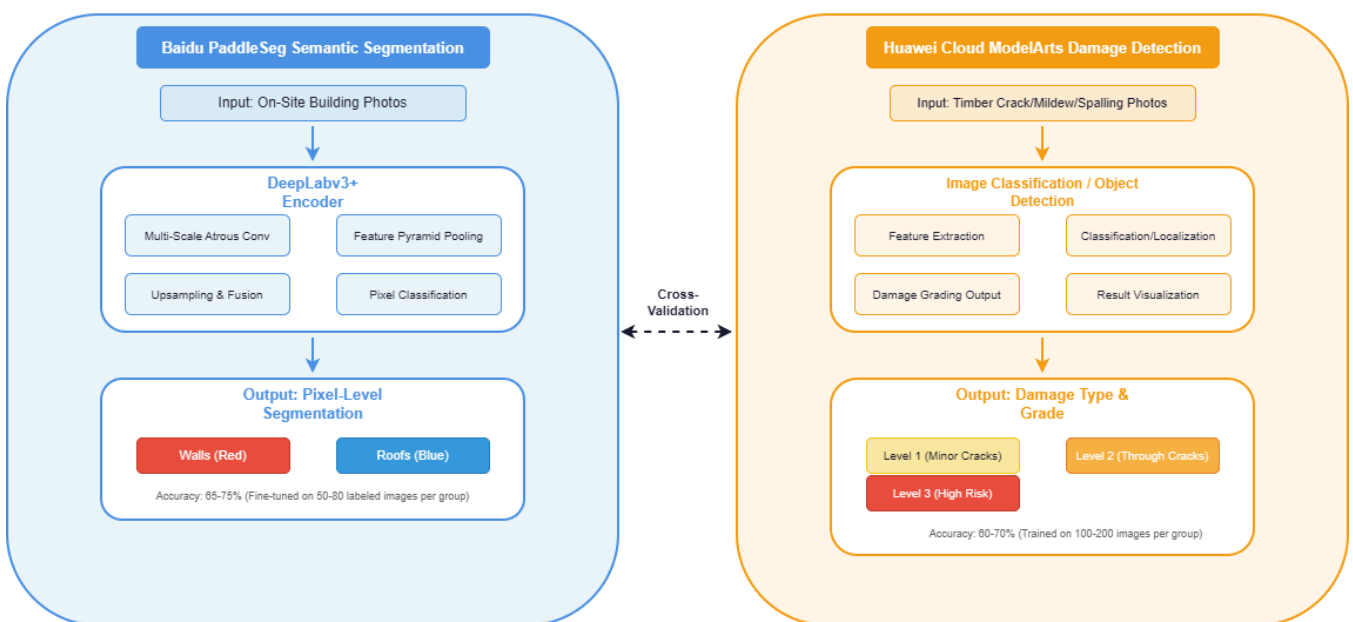 Baidu PaddleSeg Semantic Segmentation
Input: On-Site Building Photos
DeepLabv3+
Encoder
Multi-Scale Atrous Conv
Feature Pyramid Pooling
Upsampling & Fusion
Pixel Classification
Output: Pixel-Level
Segmentation
Walls (Red)
Roofs (Blue)
Accuracy: 65-75% (Fine-tuned on 50-80 labeled images per group)
Cross-
Validation
Huawei Cloud ModelArts Damage Detection
Input: Timber Crack/Mildew/Spalling Photos
Image Classification / Object
Detection
Feature Extraction
Classification/Localization
Damage Grading Output
Result Visualization
Output: Damage Type &
Grade
Level 1 (Minor Cracks)
Level 2 (Through Cracks)
Level 3 (High Risk)
Accuracy: 60-70% (Trained on 100-200 images per group)